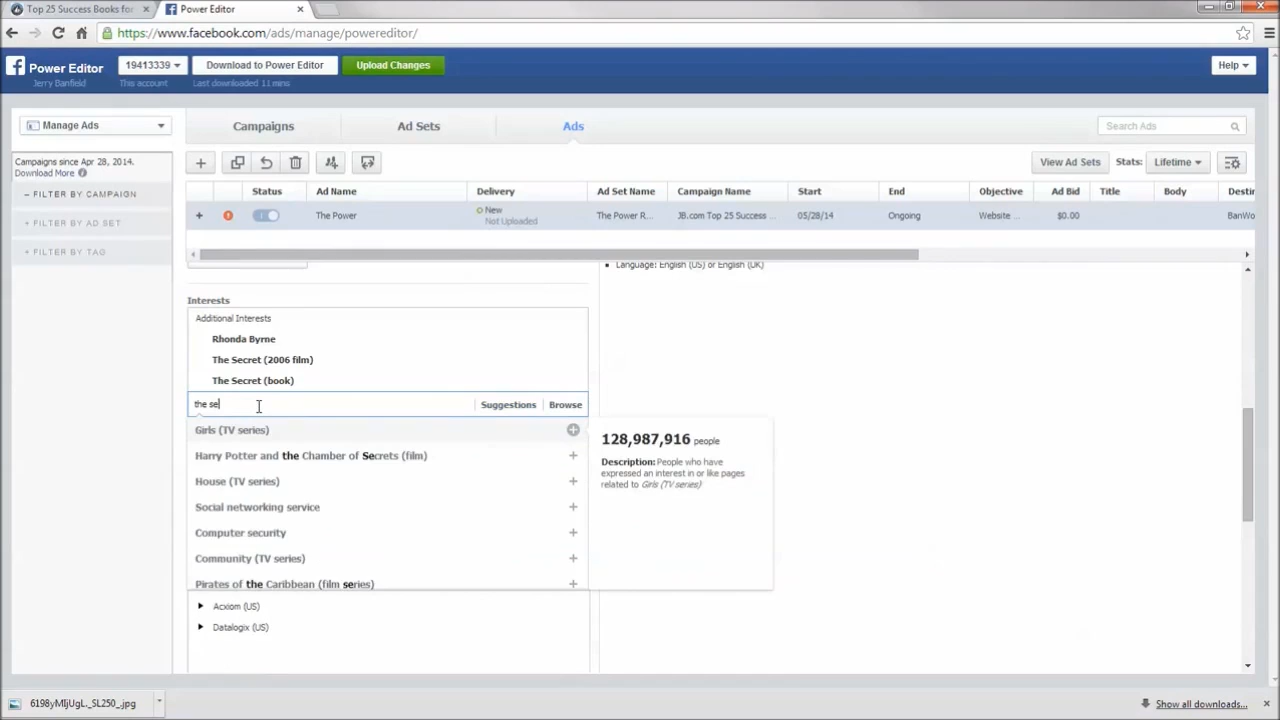 Top 25 Success Books for
Power Editor
https://www.facebook.com/ads/manage/powereditor/
Power Editor
Jerry Banfield
19413339
This account
Download to Power Editor
Last downloaded 11 mins
Upload Changes
Help
Manage Ads
Campaigns
Ad Sets
Ads
Search Ads
Campaigns since Apr 28, 2014.
Download More
– FILTER BY CAMPAIGN
+ FILTER BY AD SET
+ FILTER BY TAG
View Ad Sets
Stats:
Lifetime
Status
Ad Name
Delivery
Ad Set Name
Campaign Name
Start
End
Objective
Ad Bid
Title
Body
Destin
The Power
New
Not Uploaded
The Power R...
JB.com Top 25 Success ...
05/28/14
Ongoing
Website ...
$0.00
BanWo
Language: English (US) or English (UK)
Interests
Additional Interests
Rhonda Byrne
The Secret (2006 film)
The Secret (book)
the se
Suggestions
Browse
Girls (TV series)
Harry Potter and the Chamber of Secrets (film)
House (TV series)
Social networking service
Computer security
Community (TV series)
Pirates of the Caribbean (film series)
128,987,916 people
Description: People who have
expressed an interest in or like pages
related to Girls (TV series)
Acxiom (US)
Datalogix (US)
6198yMIjUgL._SL250_.jpg
Show all downloads...